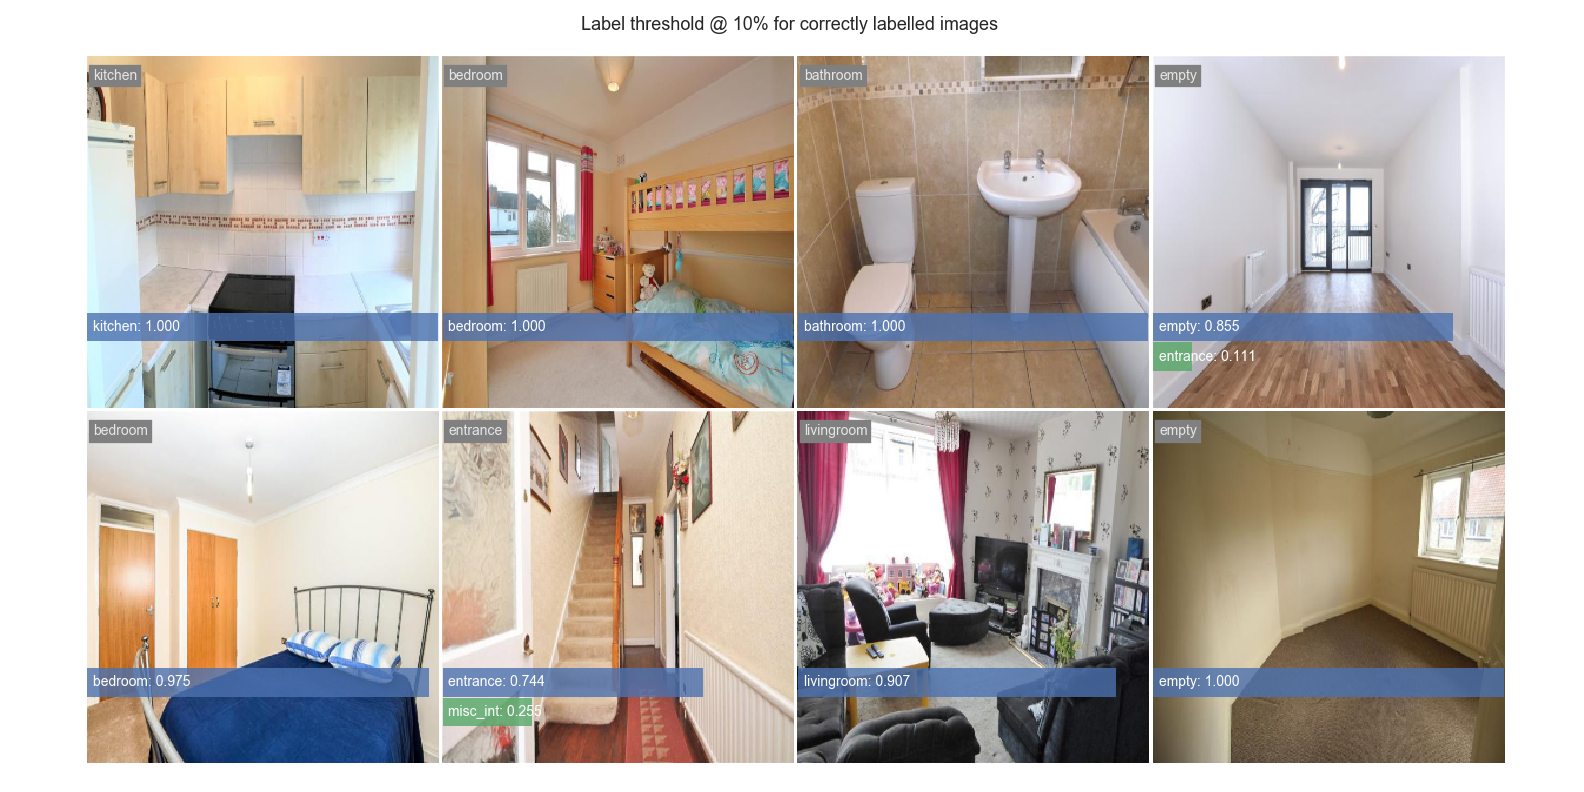 Label threshold @ 10% for correctly labelled images
kitchen
bedroom
bathroom
empty
kitchen: 1.000
bedroom: 1.000
bathroom: 1.000
empty: 0.855
entrance: 0.111
bedroom
entrance
livingroom
empty
bedroom: 0.975
entrance: 0.744
livingroom: 0.907
empty: 1.000
misc_int: 0.255